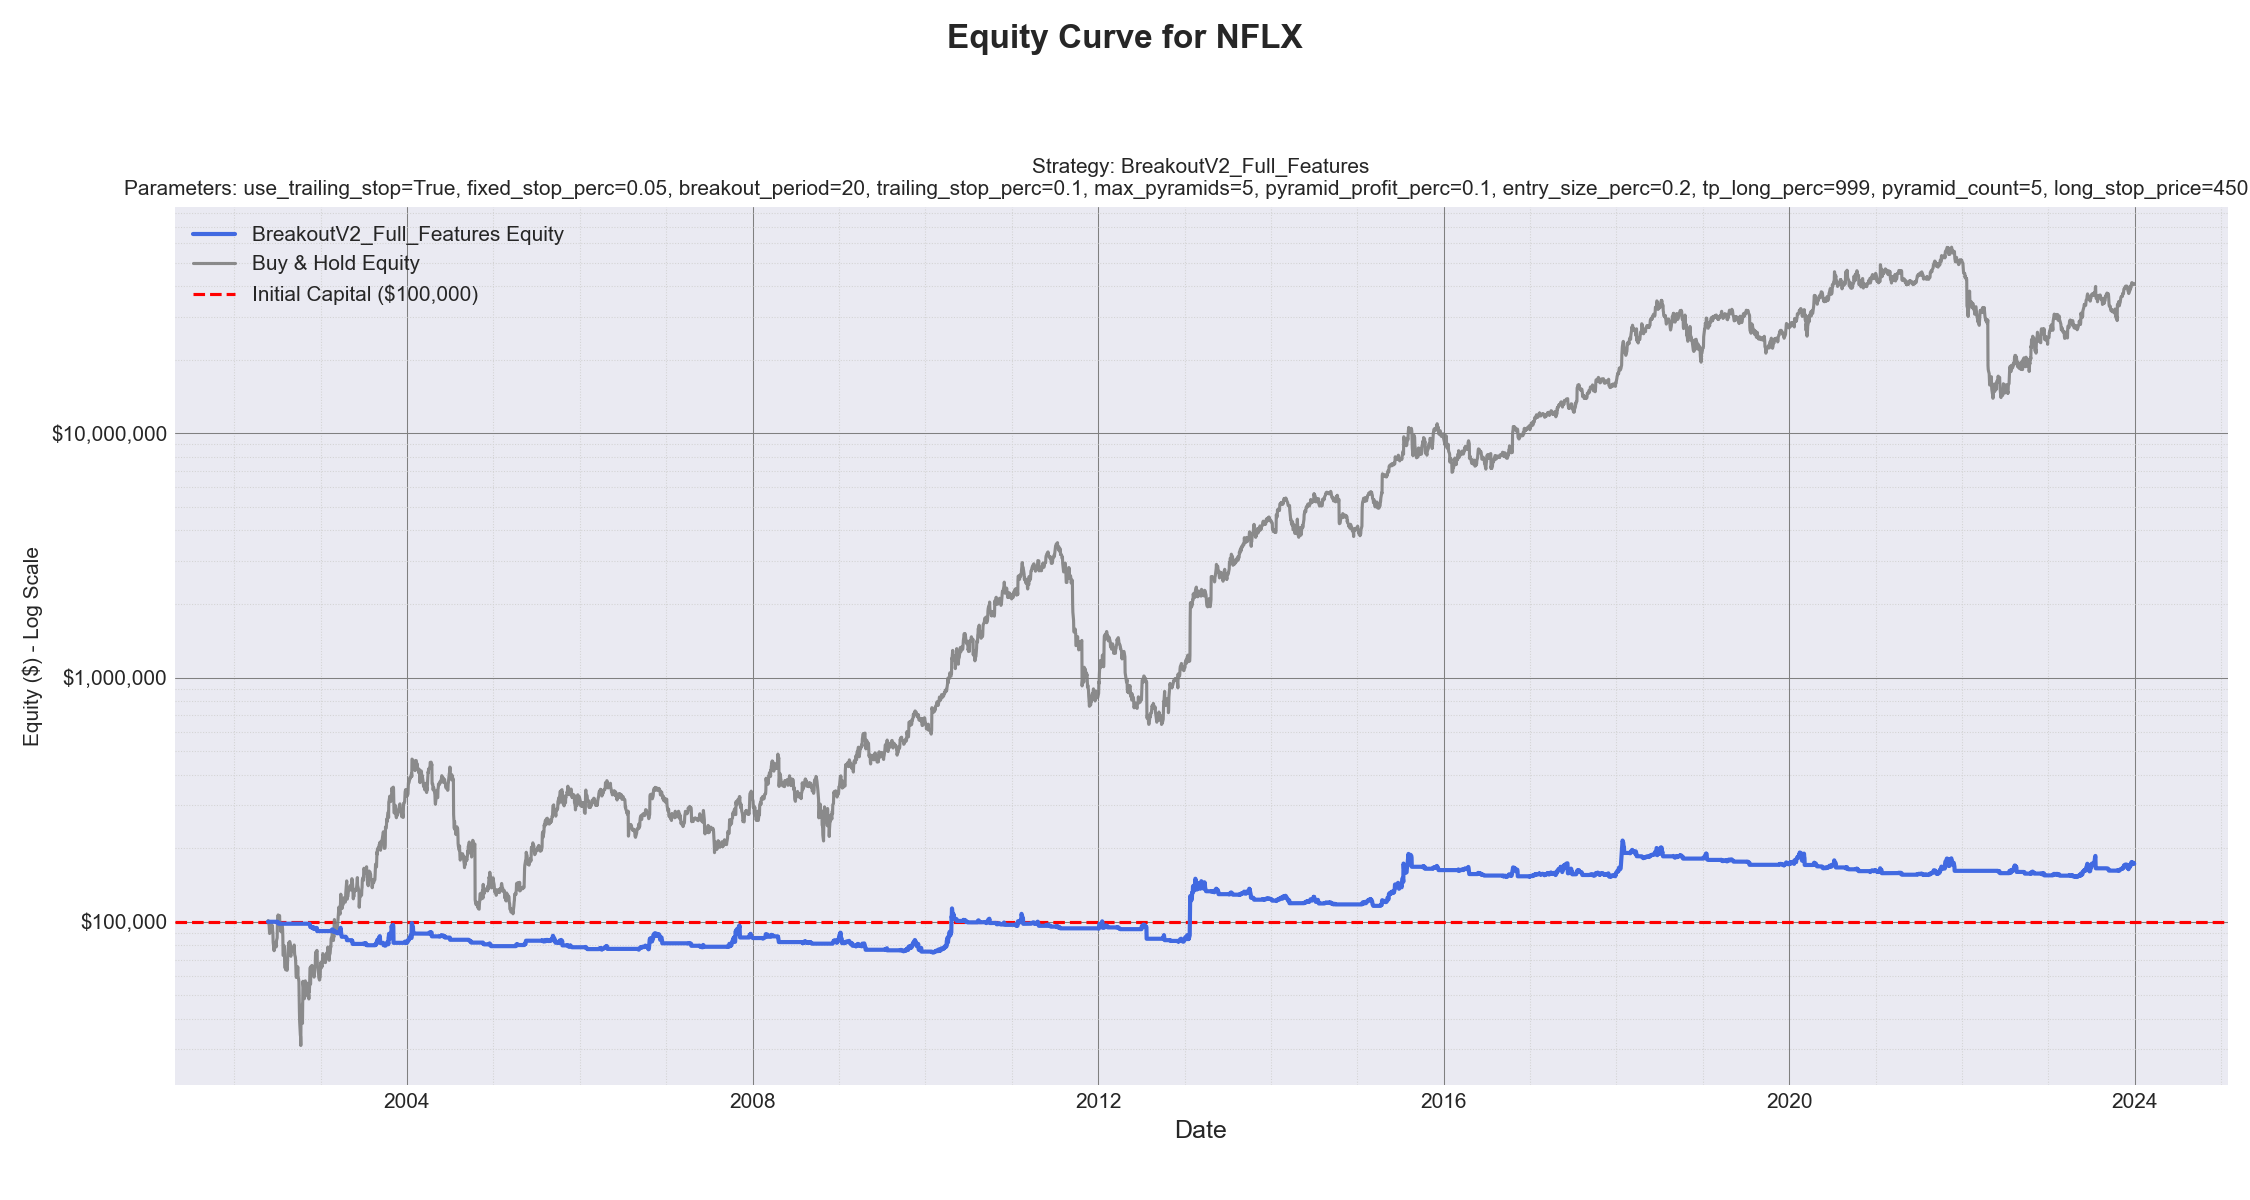 Equity Curve for NFLX
Strategy: BreakoutV2_Full_Features
Parameters: use_trailing_stop=True, fixed_stop_perc=0.05, breakout_period=20, trailing_stop_perc=0.1, max_pyramids=5, pyramid_profit_perc=0.1, entry_size_perc=0.2, tp_long_perc=999, pyramid_count=5, long_stop_price=450
BreakoutV2_Full_Features Equity
Buy & Hold Equity
Initial Capital ($100,000)
$10,000,000
$1,000,000
$100,000
Equity ($) - Log Scale
2004
2008
2012
2016
2020
2024
Date